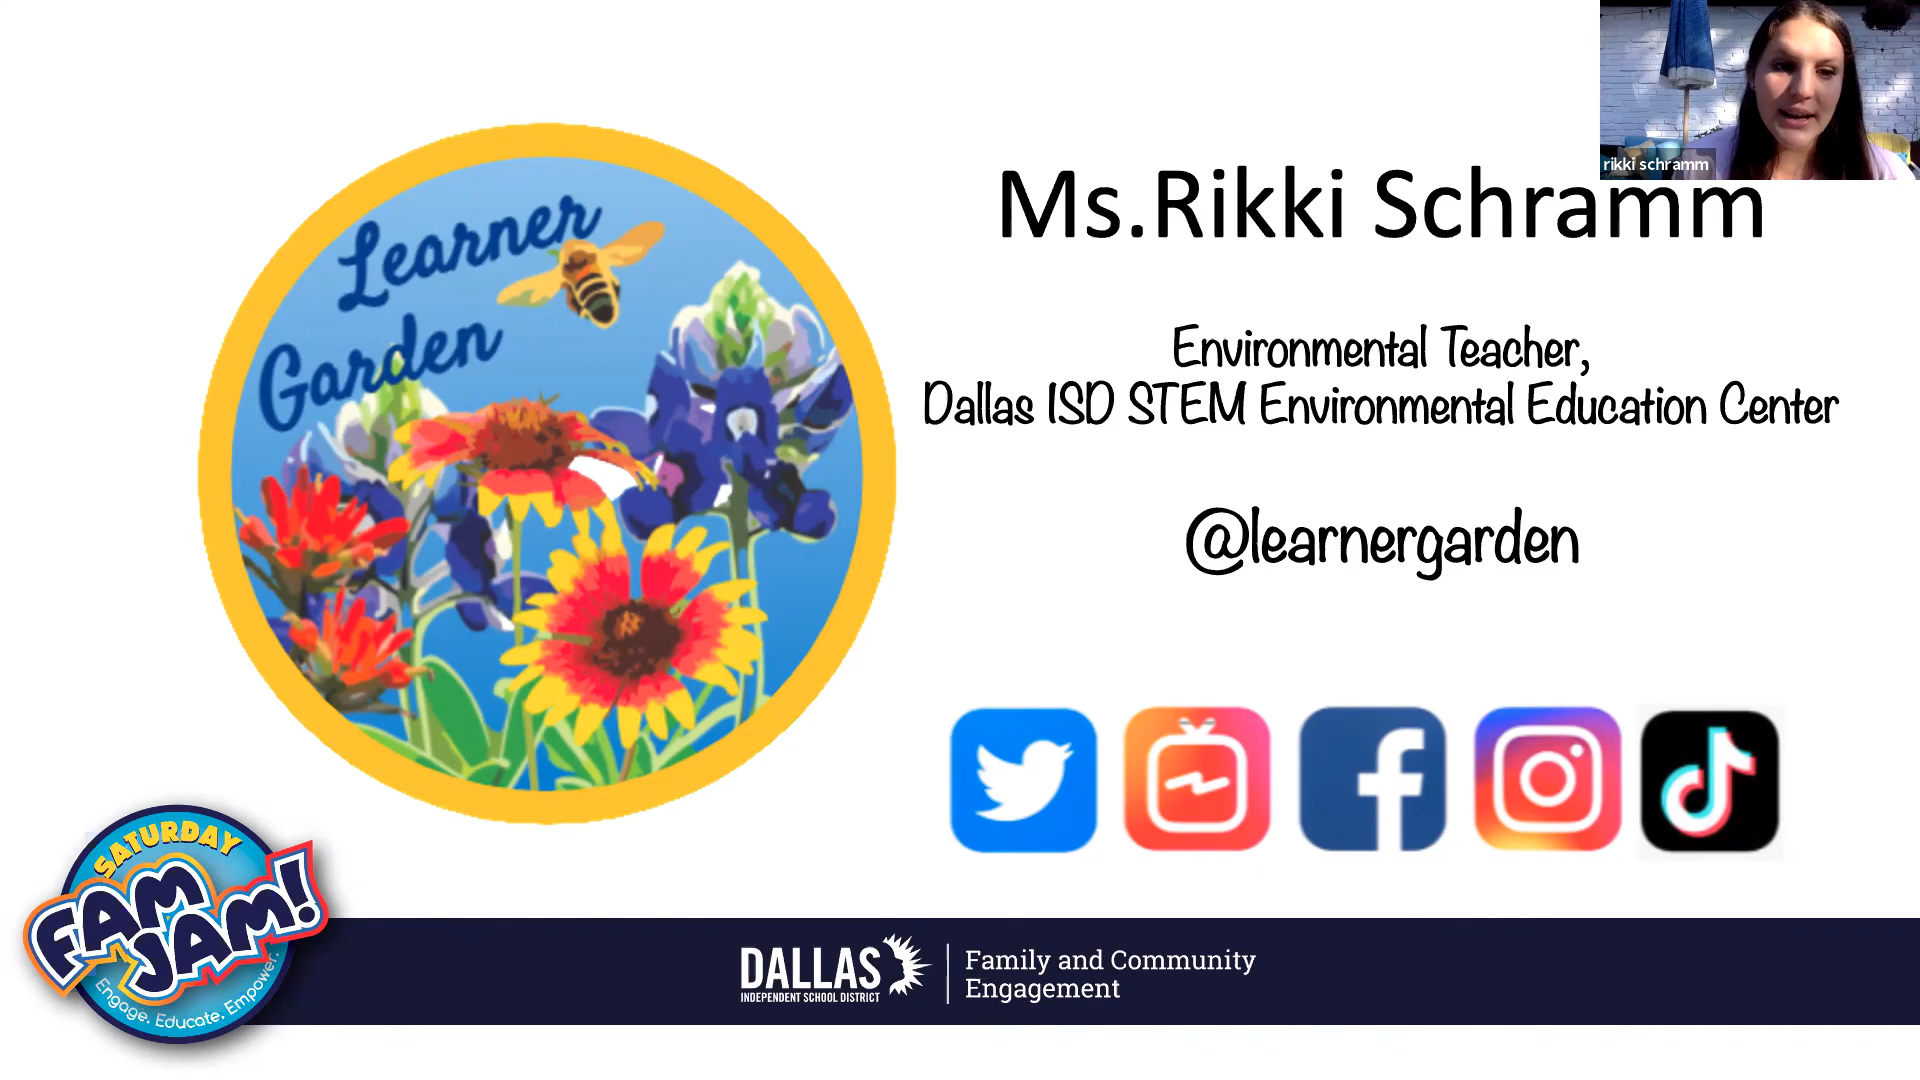 rikki schramm
Ms.Rikki Schramm
Learner
Garden
Environmental Teacher,
Dallas ISD STEM Environmental Education Center
@learnergarden
SATURDAY
FAM
JAM!
Engage. Educate. Empower.
DALLAS
INDEPENDENT SCHOOL DISTRICT
Family and Community
Engagement